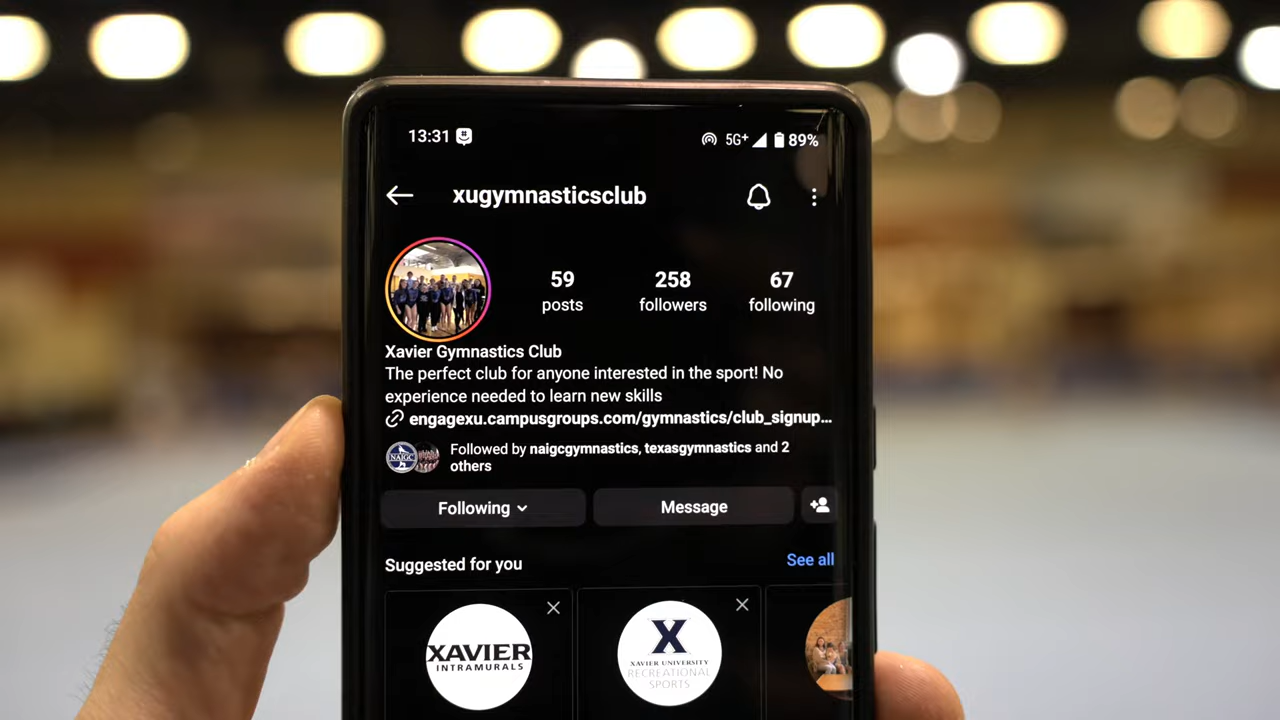 13:31 5G+ 89%
xugymnasticsclub
59 258 67
posts followers following
Xavier Gymnastics Club
The perfect club for anyone interested in the sport! No
experience needed to learn new skills
engagexu.campusgroups.com/gymnastics/club_signup...
NAIGC
Followed by naigcgymnastics, texasgymnastics and 2
others
Following Message
Suggested for you See all
XAVIER
INTRAMURALS
X
XAVIER UNIVERSITY
RECREATIONAL
SPORTS